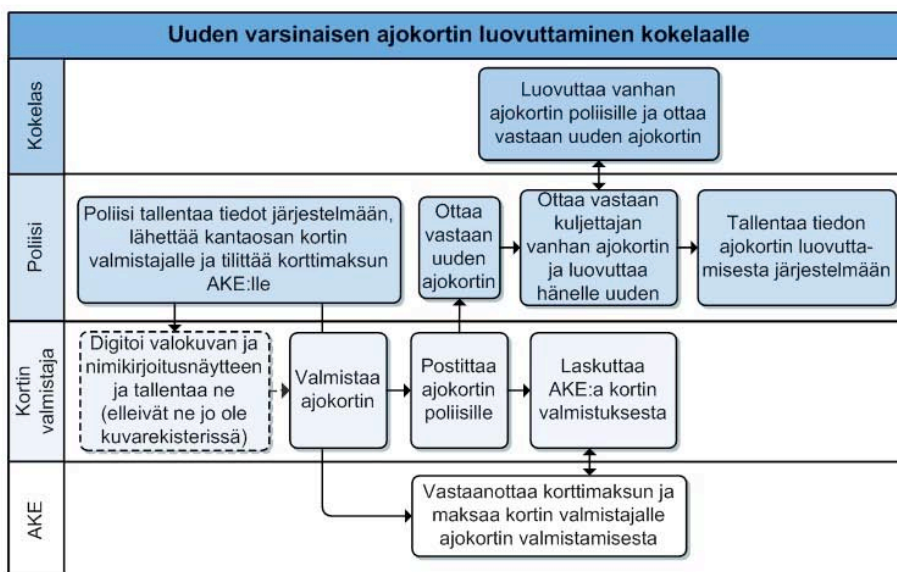 Uuden varsinaisen ajokortin luovuttaminen kokelaalle
Kokelas
Luovuttaa vanhan
ajokortin poliisille ja ottaa
vastaan uuden ajokortin
Poliisi
Poliisi tallentaa tiedot järjestelmään,
lähettää kantaosan kortin
valmistajalle ja tilittää korttimaksun
AKE:lle
Ottaa
vastaan
uuden
ajokortin
Ottaa vastaan
kuljettajan
vanhan ajokortin
ja luovuttaa
hänelle uuden
Tallentaa tiedon
ajokortin luovutta-
misesta järjestelmään
Kortin
valmistaja
Digitoi valokuvan ja
nimikirjoitusnäytteen
ja tallentaa ne
(elleivät ne jo ole
kuvarekisterissä)
Valmistaa
ajokortin
Postittaa
ajokortin
poliisille
Laskuttaa
AKE:a kortin
valmistuksesta
AKE
Vastaanottaa korttimaksun ja
maksaa kortin valmistajalle
ajokortin valmistamisesta